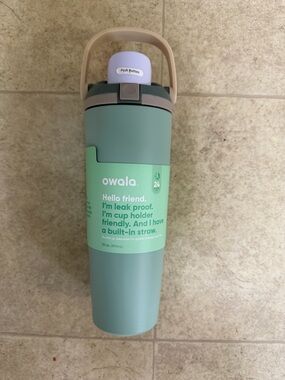 Push Button
owala
24
Hello friend.
I'm leak proof.
I'm cup holder
friendly. And I have
a built-in straw.